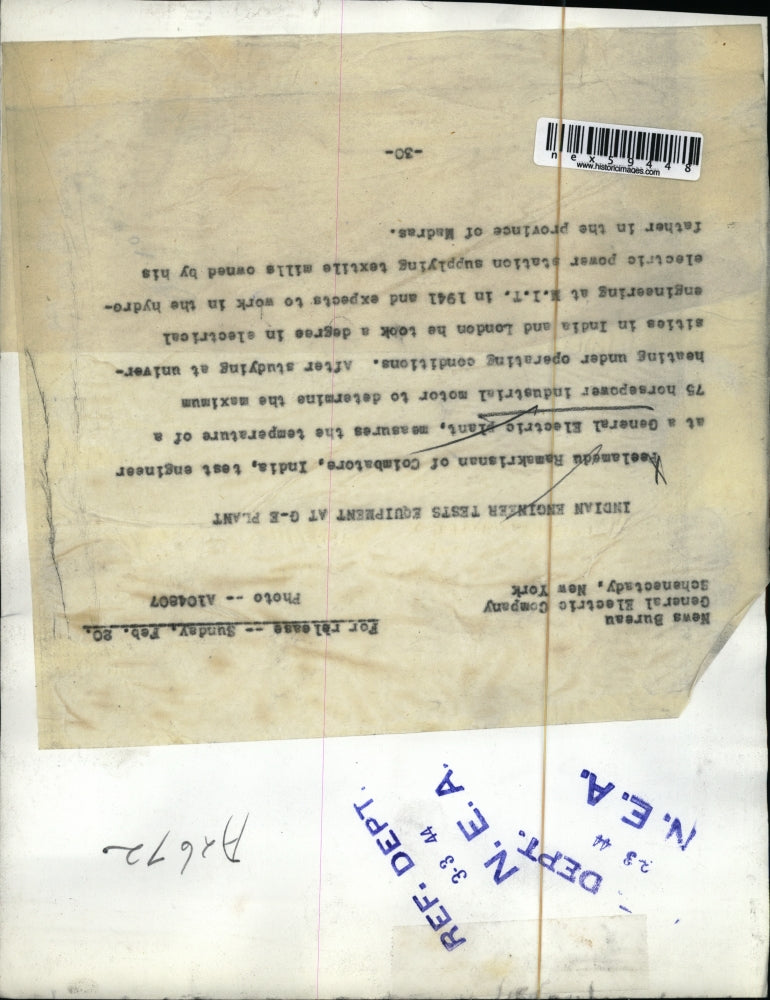 News Bureau
General Electric Company
Schenectady, New York
For release -- Sunday, Feb. 20.
Photo -- A104807
INDIAN ENGINEER TESTS EQUIPMENT AT G-E PLANT
Peelamedu Ramakrisnan of Coimbatore, India, test engineer
at a General Electric plant, measures the temperature of a
75 horsepower industrial motor to determine the maximum
heating under operating conditions. After studying at univer-
sities in India and London he took a degree in electrical
engineering at M.I.T. in 1941 and expects to work in the hydro-
electric power station supplying textile mills owned by his
father in the province of Madras.
-30-
nex59448
www.historicimages.com
A2672
REF. DEPT.
3-3 44
N. E. A.
DEPT.
2-3 44
N. E. A.